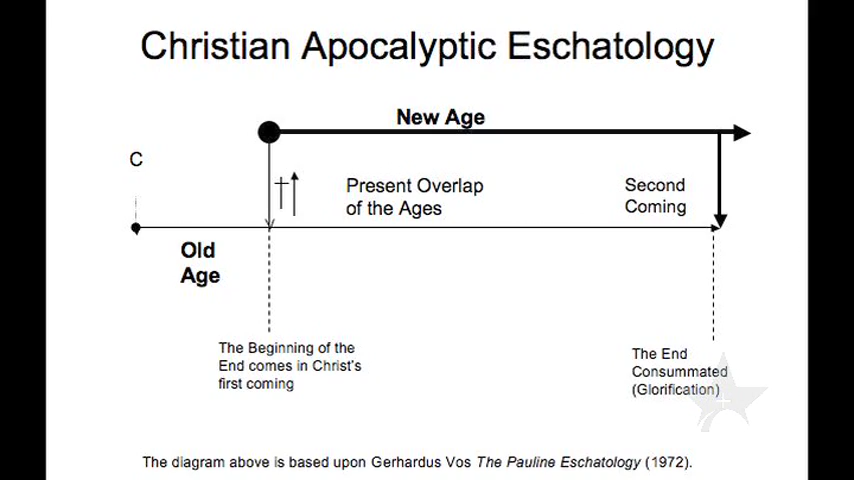 Christian Apocalyptic Eschatology
New Age
C
Present Overlap
of the Ages
Second
Coming
Old
Age
The Beginning of the
End comes in Christ's
first coming
The End
Consummated
(Glorification)
The diagram above is based upon Gerhardus Vos The Pauline Eschatology (1972).